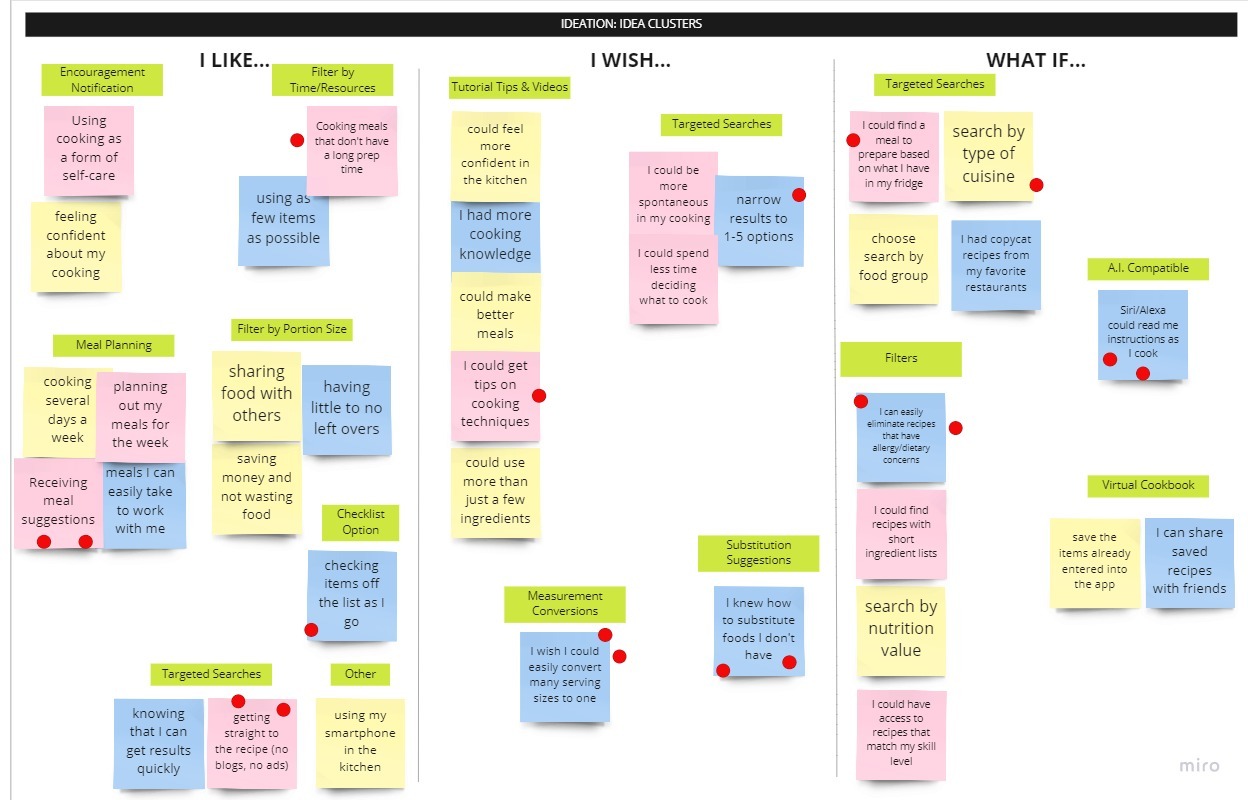 IDEATION: IDEA CLUSTERS
I LIKE...
Encouragement
Notification
Using
cooking as
a form of
self-care
feeling
confident
about my
cooking
Filter by
Time/Resources
Cooking meals
that don't have
a long prep
time
using as
few items
as possible
Meal Planning
cooking
several
days a
week
planning
out my
meals for
the week
Receiving
meal
suggestions
meals I can
easily take
to work
with me
Filter by Portion Size
sharing
food with
others
having
little to no
left overs
saving
money and
not wasting
food
Checklist
Option
checking
items off
the list as I
go
Targeted Searches
knowing
that I can
get results
quickly
getting
straight to
the recipe (no
blogs, no ads)
Other
using my
smartphone
in the
kitchen
I WISH...
Tutorial Tips & Videos
could feel
more
confident in
the kitchen
I had more
cooking
knowledge
could make
better
meals
I could get
tips on
cooking
techniques
could use
more than
just a few
ingredients
Targeted Searches
I could be
more
spontaneous
in my cooking
narrow
results to
1-5 options
I could spend
less time
deciding
what to cook
Measurement
Conversions
I wish I could
easily convert
many serving
sizes to one
Substitution
Suggestions
I knew how
to substitute
foods I don't
have
WHAT IF...
Targeted Searches
I could find a
meal to
prepare based
on what I have
in my fridge
search by
type of
cuisine
choose
search by
food group
I had copycat
recipes from
my favorite
restaurants
A.I. Compatible
Siri/Alexa
could read me
instructions as
I cook
Filters
I can easily
eliminate recipes
that have
allergy/dietary
concerns
I could find
recipes with
short
ingredient lists
search by
nutrition
value
I could have
access to
recipes that
match my skill
level
Virtual Cookbook
save the
items already
entered into
the app
I can share
saved
recipes
with friends
miro